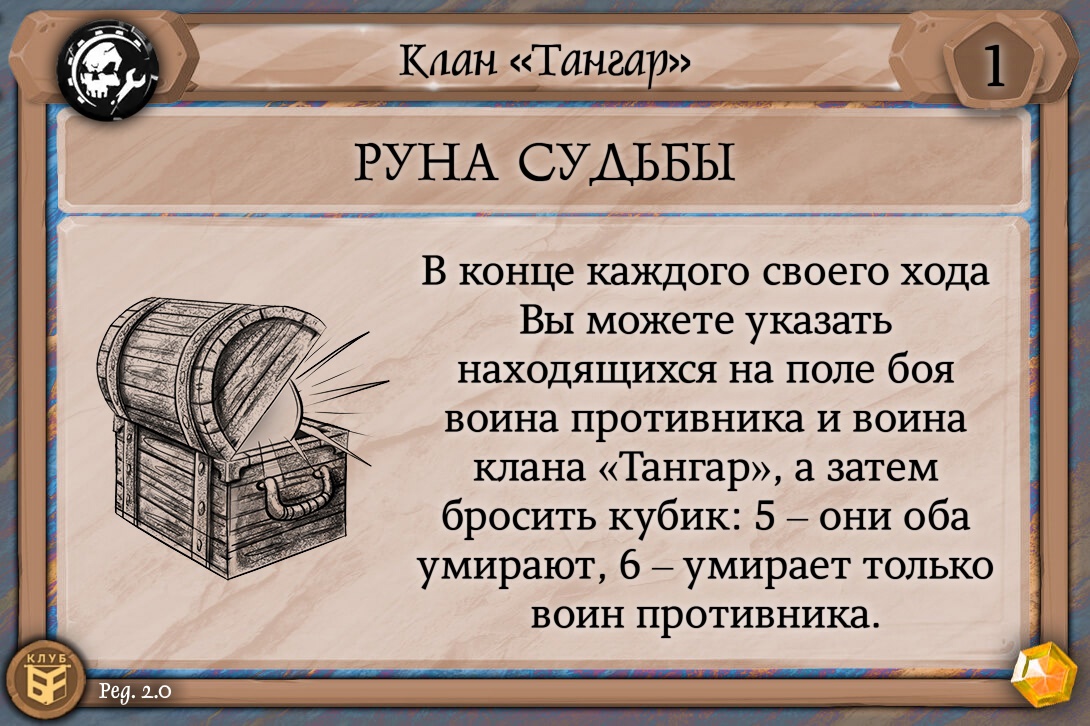 Клан «Тангар»
1
РУНА СУДЬБЫ
В конце каждого своего хода
Вы можете указать
находящихся на поле боя
воина противника и воина
клана «Тангар», а затем
бросить кубик: 5 – они оба
умирают, 6 – умирает только
воин противника.
КЛУБ
Ред. 2.0